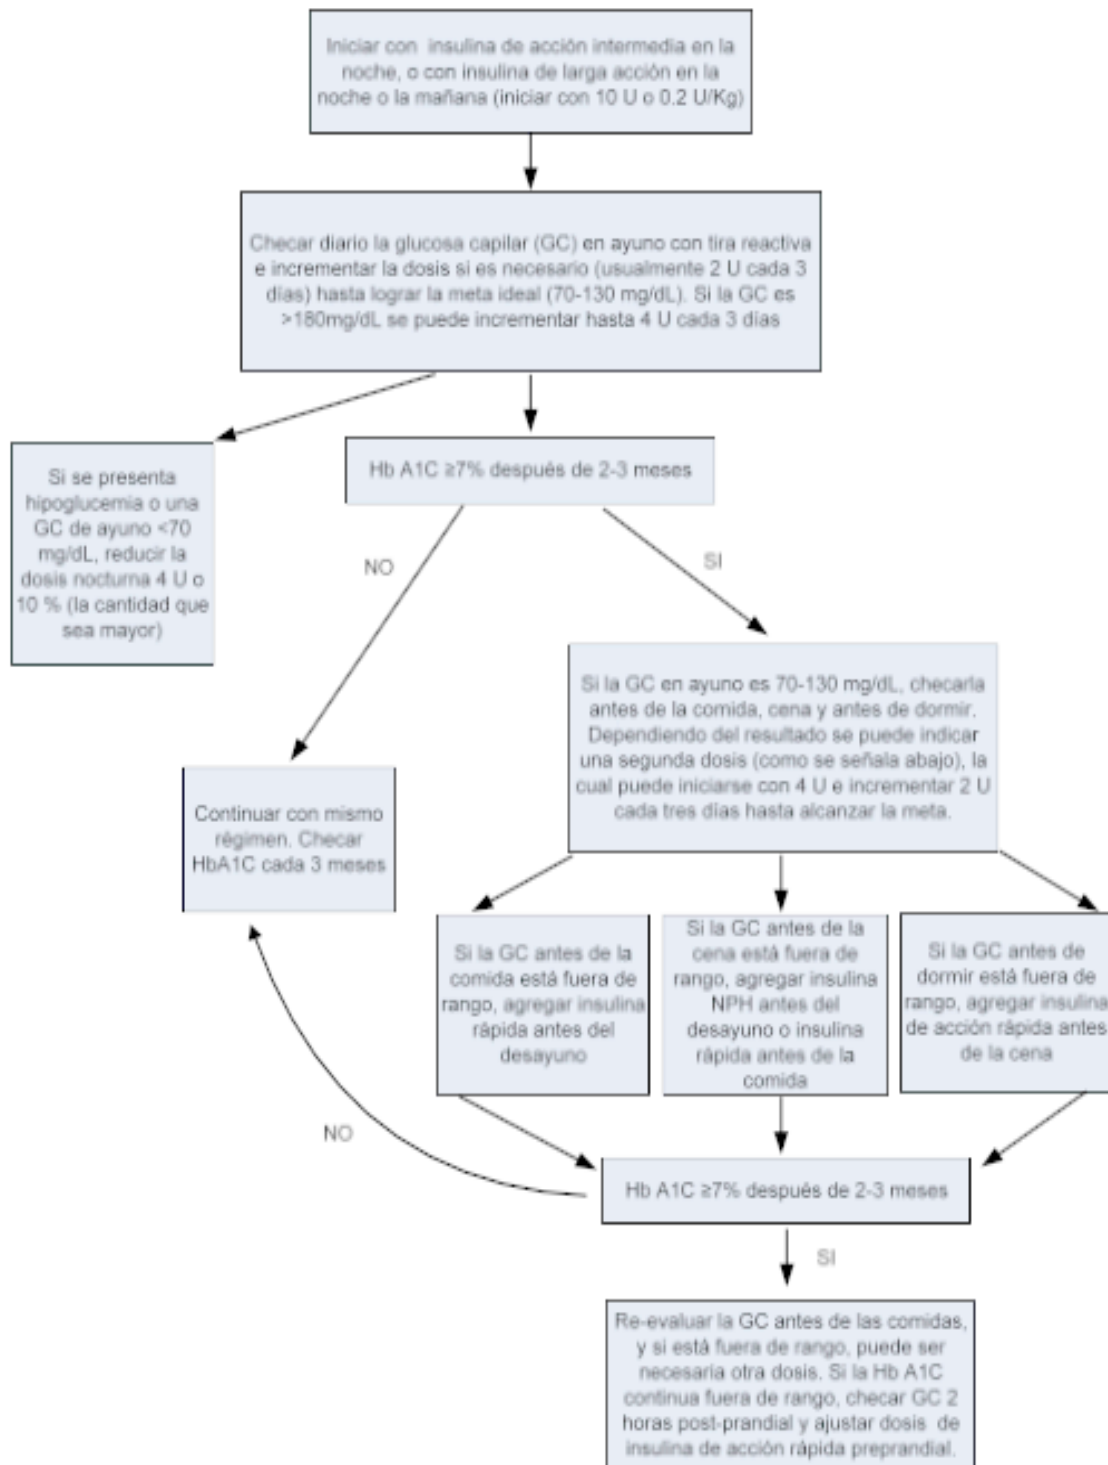 Iniciar con insulina de acción intermedia en la
noche, o con insulina de larga acción en la
noche o la mañana (iniciar con 10 U o 0.2 U/Kg)
Checar diario la glucosa capilar (GC) en ayuno con tira reactiva
e incrementar la dosis si es necesario (usualmente 2 U cada 3
días) hasta lograr la meta ideal (70-130 mg/dL). Si la GC es
>180mg/dL se puede incrementar hasta 4 U cada 3 días
Si se presenta
hipoglucemia o una
GC de ayuno <70
mg/dL, reducir la
dosis nocturna 4 U o
10 % (la cantidad que
sea mayor)
Hb A1C ≥7% después de 2-3 meses
NO
SI
Si la GC en ayuno es 70-130 mg/dL, checarla
antes de la comida, cena y antes de dormir.
Dependiendo del resultado se puede indicar
una segunda dosis (como se señala abajo), la
cual puede iniciarse con 4 U e incrementar 2 U
cada tres días hasta alcanzar la meta.
Continuar con mismo
régimen. Checar
HbA1C cada 3 meses
Si la GC antes de la
comida está fuera de
rango, agregar insulina
rápida antes del
desayuno
Si la GC antes de la
cena está fuera de
rango, agregar insulina
NPH antes del
desayuno o insulina
rápida antes de la
comida
Si la GC antes de
dormir está fuera de
rango, agregar insulina
de acción rápida antes
de la cena
NO
Hb A1C ≥7% después de 2-3 meses
SI
Re-evaluar la GC antes de las comidas,
y si está fuera de rango, puede ser
necesaria otra dosis. Si la Hb A1C
continua fuera de rango, checar GC 2
horas post-prandial y ajustar dosis de
insulina de acción rápida preprandial.